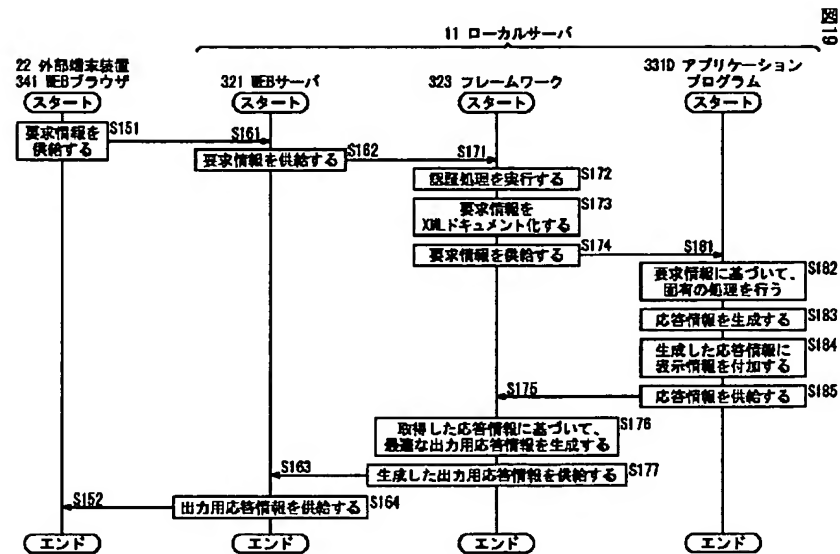 図19
11 ローカルサーバ
22 外部端末装置
341 WEBブラウザ
321 WEBサーバ
323 フレームワーク
331D アプリケーション
プログラム
スタート
スタート
スタート
スタート
要求情報を
供給する
S151
S161
要求情報を供給する
S162
S171
認証処理を実行する
S172
要求情報を
XMLドキュメント化する
S173
要求情報を供給する
S174
S181
要求情報に基づいて、
固有の処理を行う
S182
応答情報を生成する
S183
生成した応答情報に
表示情報を付加する
S184
応答情報を供給する
S185
S175
取得した応答情報に基づいて、
最適な出力用応答情報を生成する
S176
生成した出力用応答情報を供給する
S177
S163
出力用応答情報を供給する
S164
S152
エンド
エンド
エンド
エンド